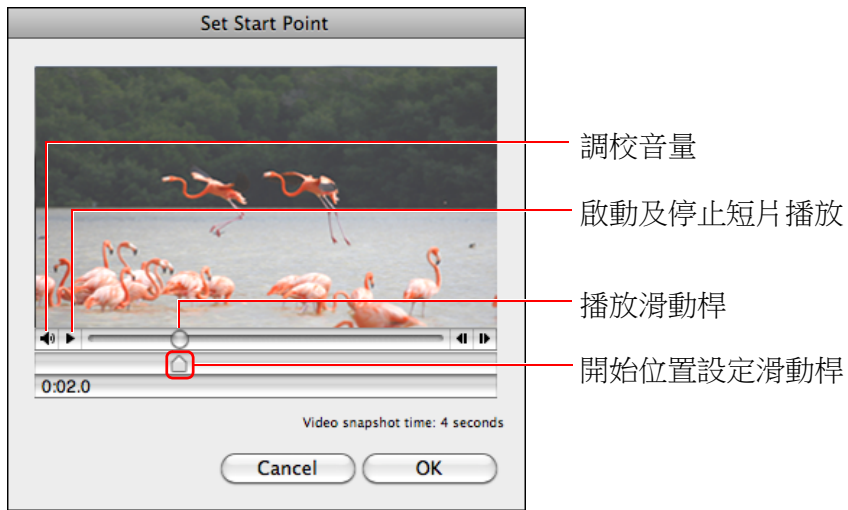 Set Start Point
調校音量
啟動及停止短片播放
播放滑動桿
開始位置設定滑動桿
0:02.0
Video snapshot time: 4 seconds
Cancel
OK